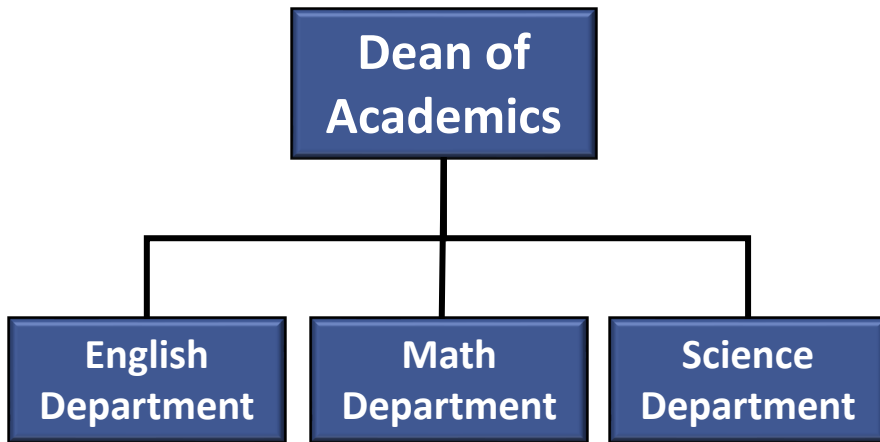 Dean of
Academics
English
Department
Math
Department
Science
Department